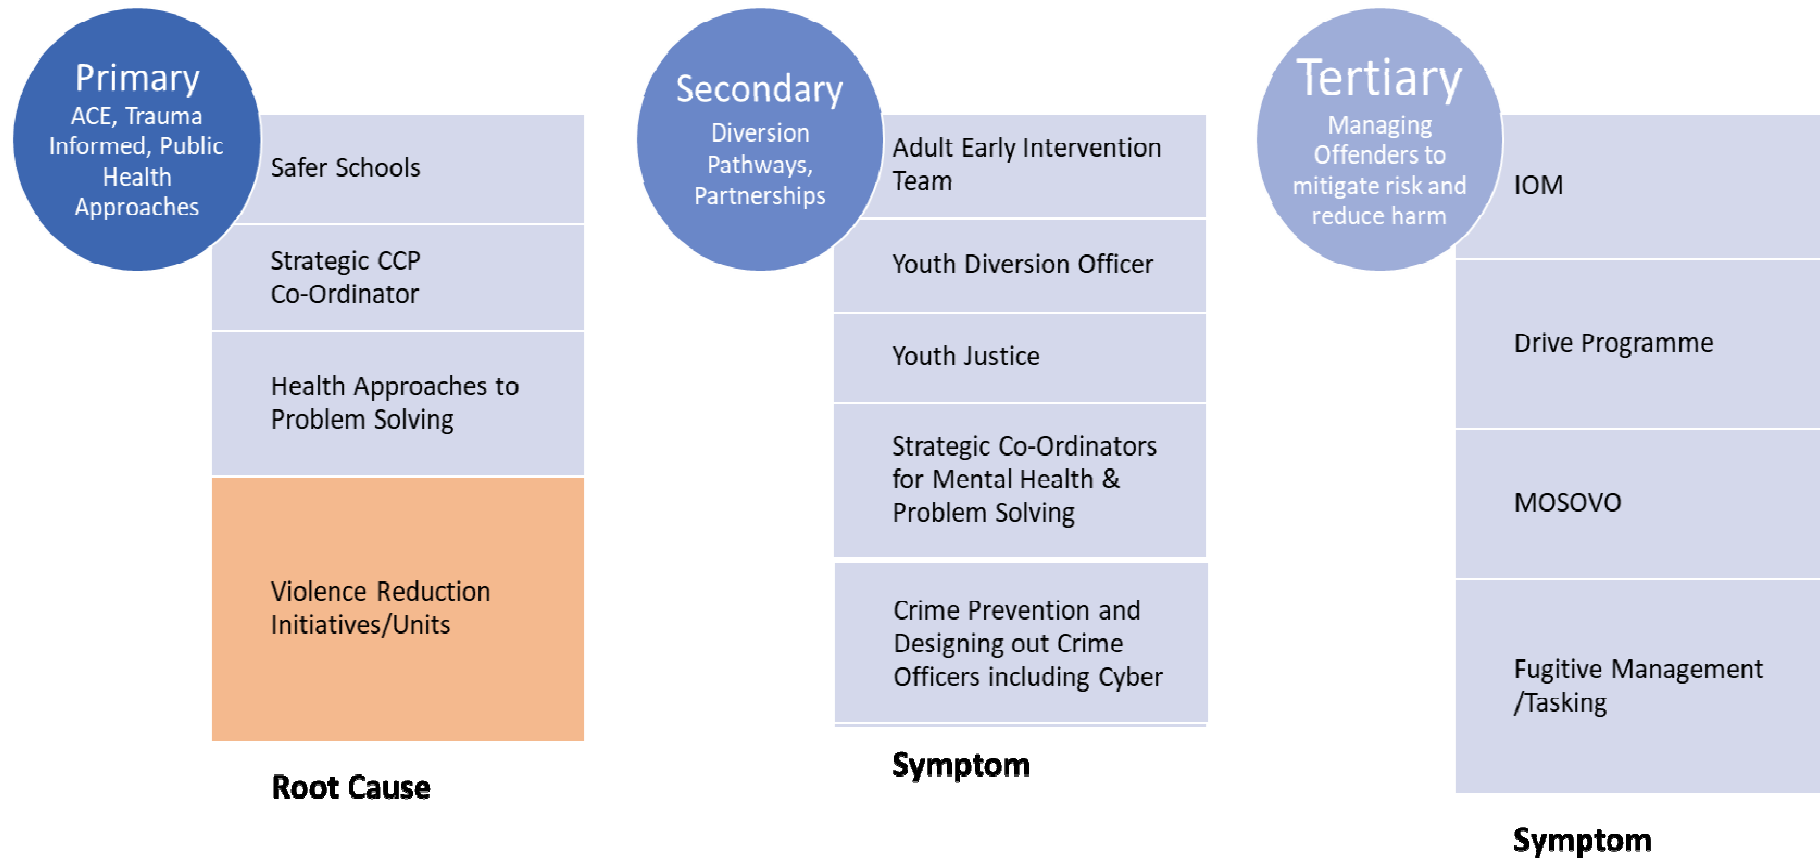 Primary
ACE, Trauma
Informed, Public
Health
Approaches
Safer Schools
Strategic CCP
Co-Ordinator
Health Approaches to
Problem Solving
Violence Reduction
Initiatives/Units
Root Cause
Secondary
Diversion
Pathways,
Partnerships
Adult Early Intervention
Team
Youth Diversion Officer
Youth Justice
Strategic Co-Ordinators
for Mental Health &
Problem Solving
Crime Prevention and
Designing out Crime
Officers including Cyber
Symptom
Tertiary
Managing
Offenders to
mitigate risk and
reduce harm
IOM
Drive Programme
MOSOVO
Fugitive Management
/Tasking
Symptom